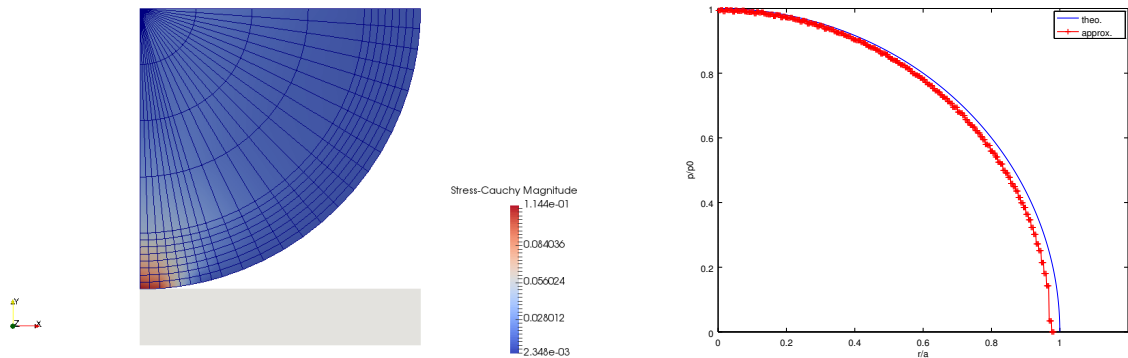 Y
Z
X
Stress-Cauchy Magnitude
1.144e-01
0.084036
0.056024
0.028012
2.348e-03
theo.
approx.
p/p0
1
0.8
0.6
0.4
0.2
0
0
0.2
0.4
0.6
0.8
1
r/a